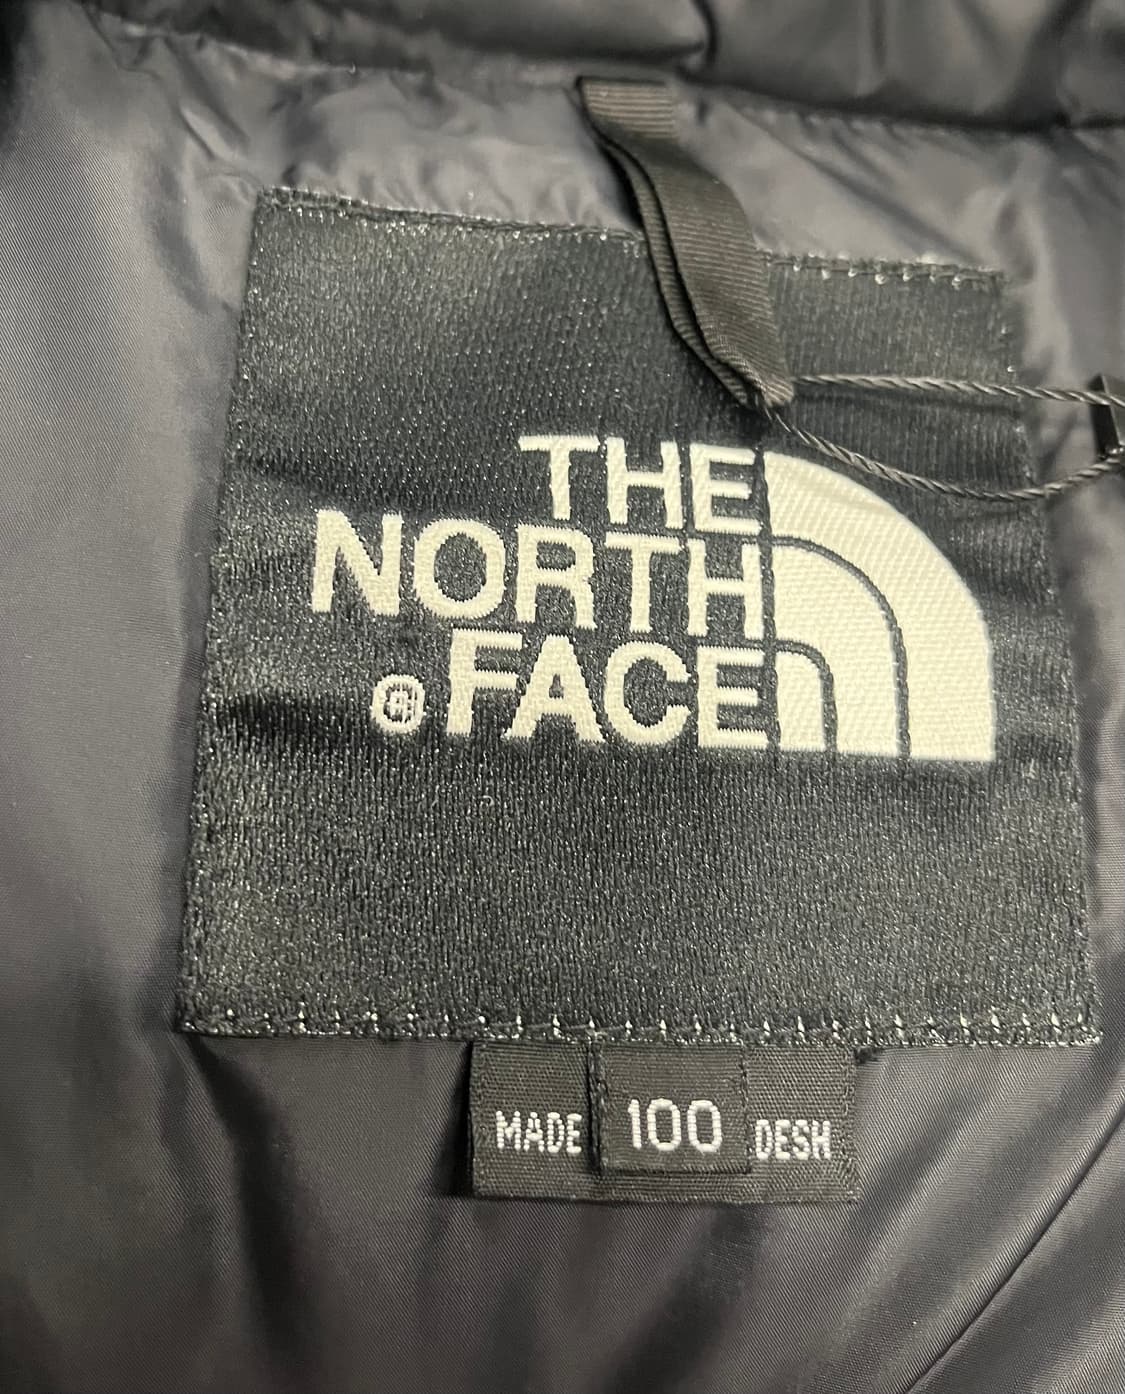 THE
NORTH
® FACE
MADE 100 DESH